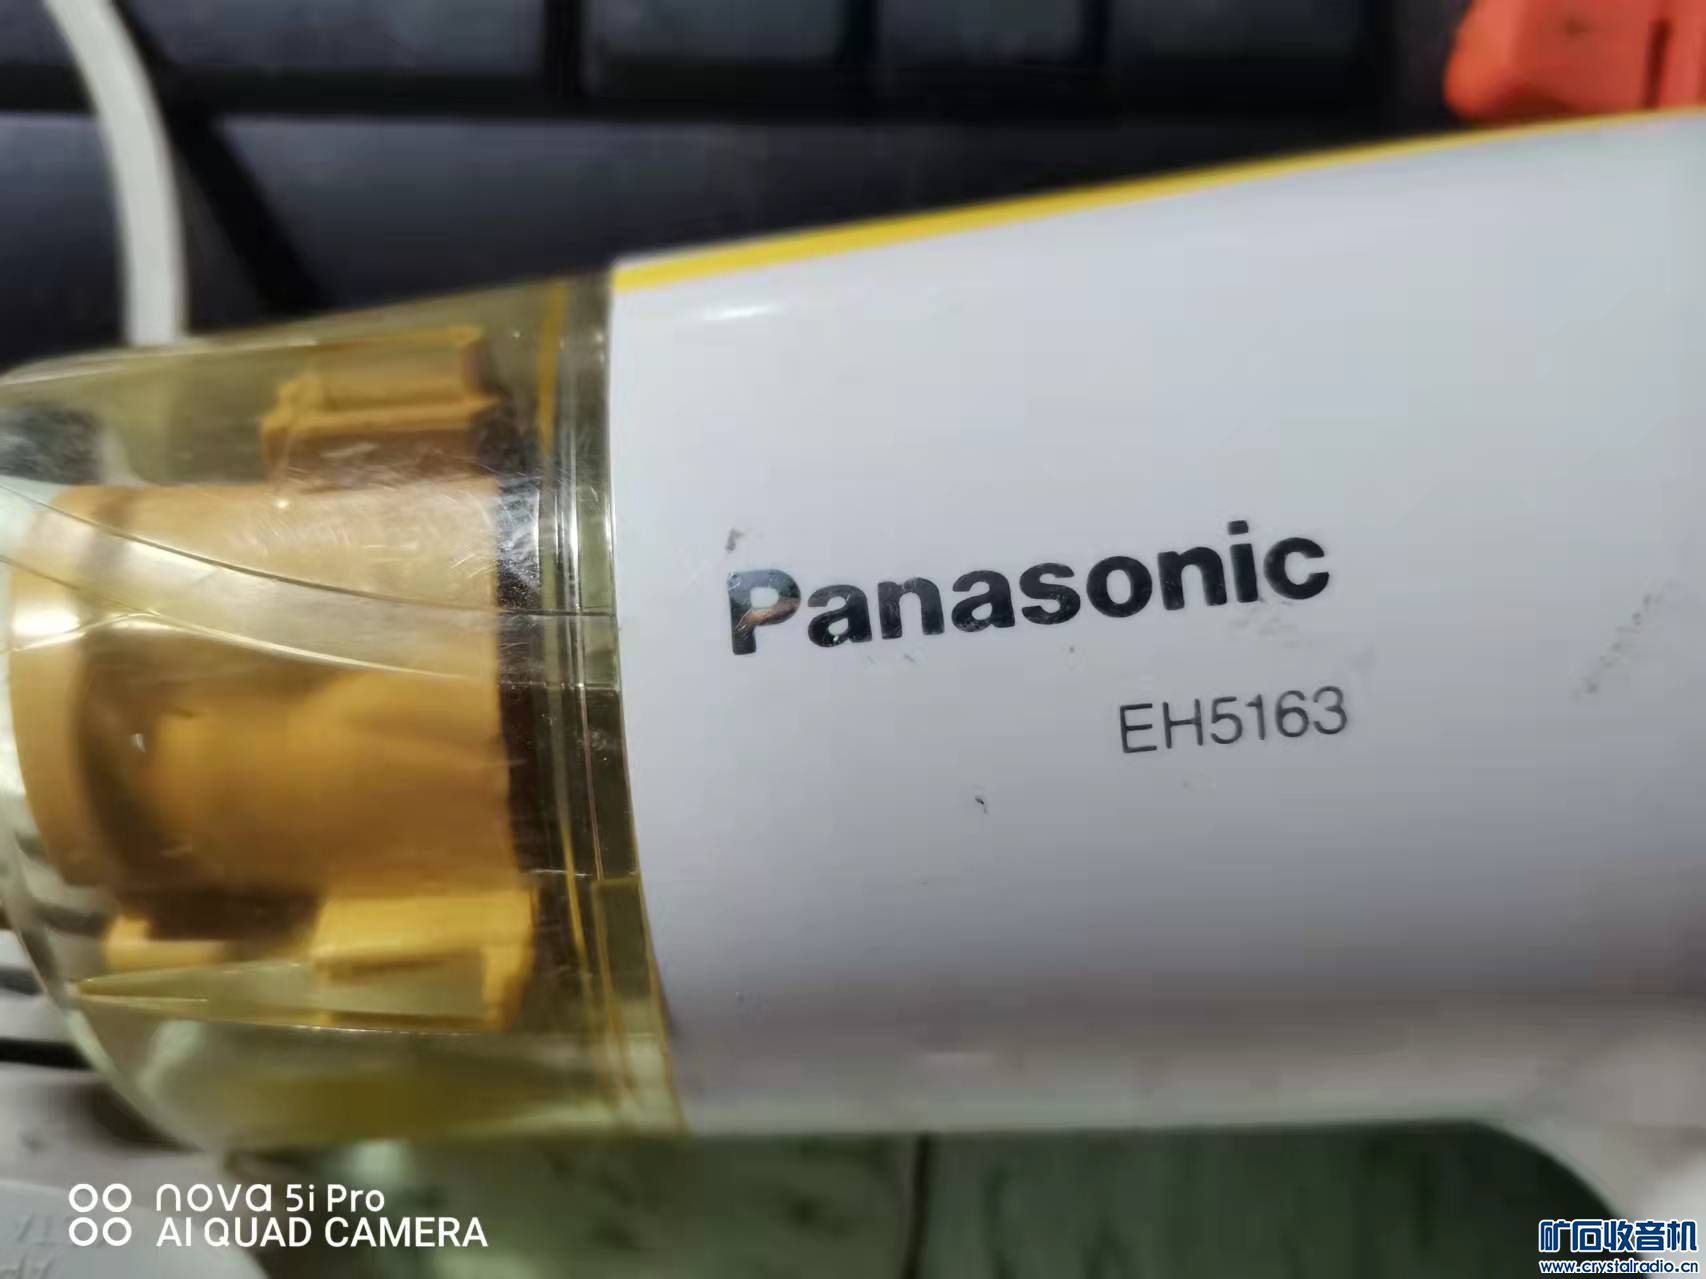 Panasonic
EH5163
nova 5i Pro
AI QUAD CAMERA
矿石收音机
www.crystalradio.cn